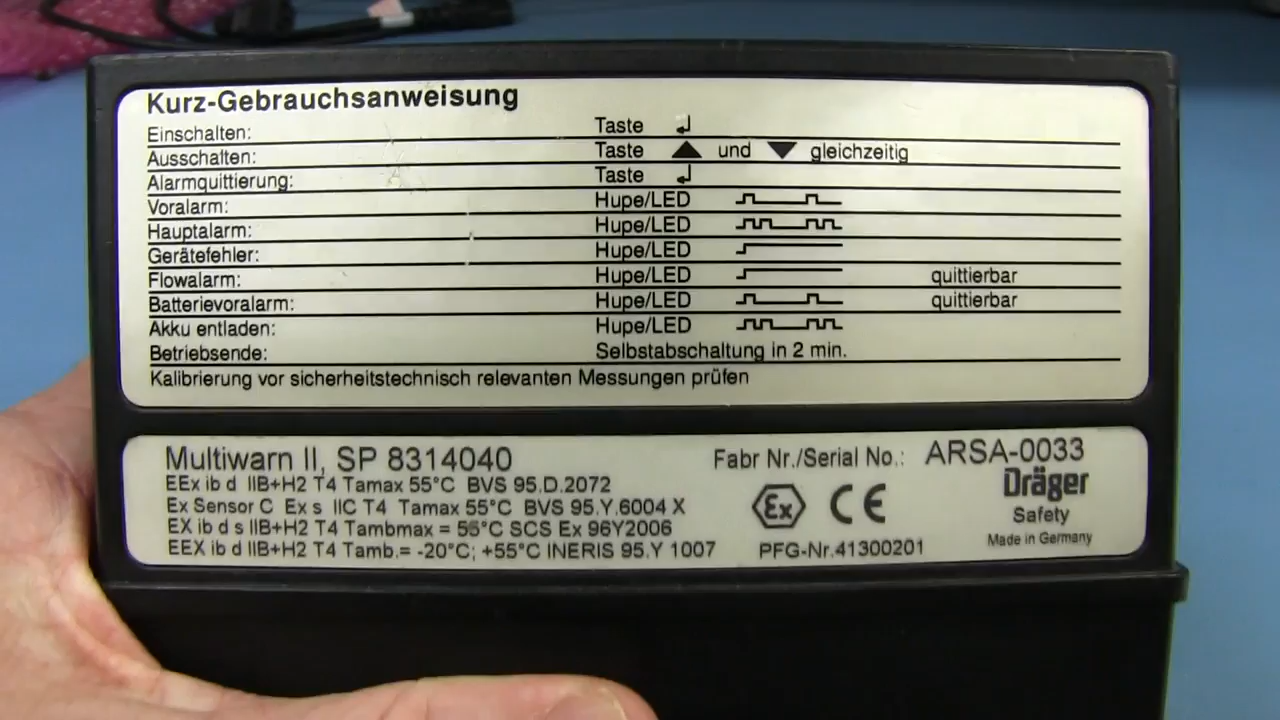 Kurz-Gebrauchsanweisung
Einschalten: Taste ↲
Ausschalten: Taste ▲ und ▼ gleichzeitig
Alarmquittierung: Taste ↲
Voralarm: Hupe/LED
Hauptalarm: Hupe/LED
Gerätefehler: Hupe/LED
Flowalarm: Hupe/LED quittierbar
Batterievoralarm: Hupe/LED quittierbar
Akku entladen: Hupe/LED
Betriebsende: Selbstabschaltung in 2 min.
Kalibrierung vor sicherheitstechnisch relevanten Messungen prüfen
Multiwarn II, SP 8314040
EEx ib d IIB+H2 T4 Tamax 55°C BVS 95.D.2072
Ex Sensor C Ex s IIC T4 Tamax 55°C BVS 95.Y.6004 X
EX ib d s IIB+H2 T4 Tambmax = 55°C SCS Ex 96Y2006
EEX ib d IIB+H2 T4 Tamb.= -20°C; +55°C INERIS 95.Y 1007
Fabr Nr./Serial No.: ARSA-0033
Ex CE
Dräger
Safety
Made in Germany
PFG-Nr.41300201